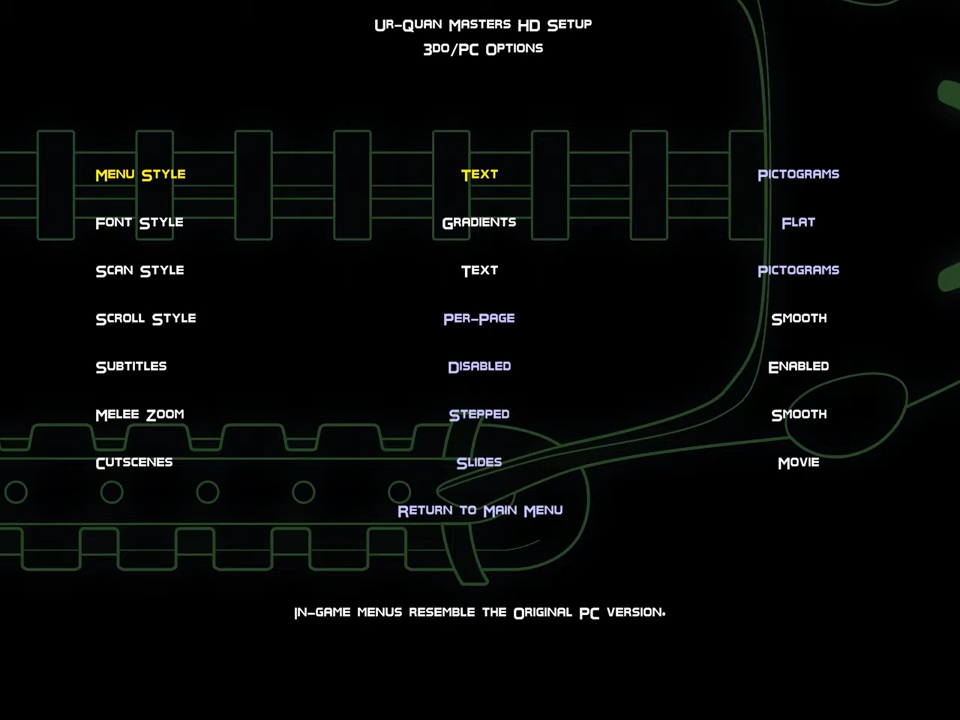 Ur-Quan Masters HD Setup
3DO/PC Options
Menu Style Text Pictograms
Font Style Gradients Flat
Scan Style Text Pictograms
Scroll Style Per-Page Smooth
Subtitles Disabled Enabled
Melee Zoom Stepped Smooth
Cutscenes Slides Movie
Return to Main Menu
In-game menus resemble the Original PC version.